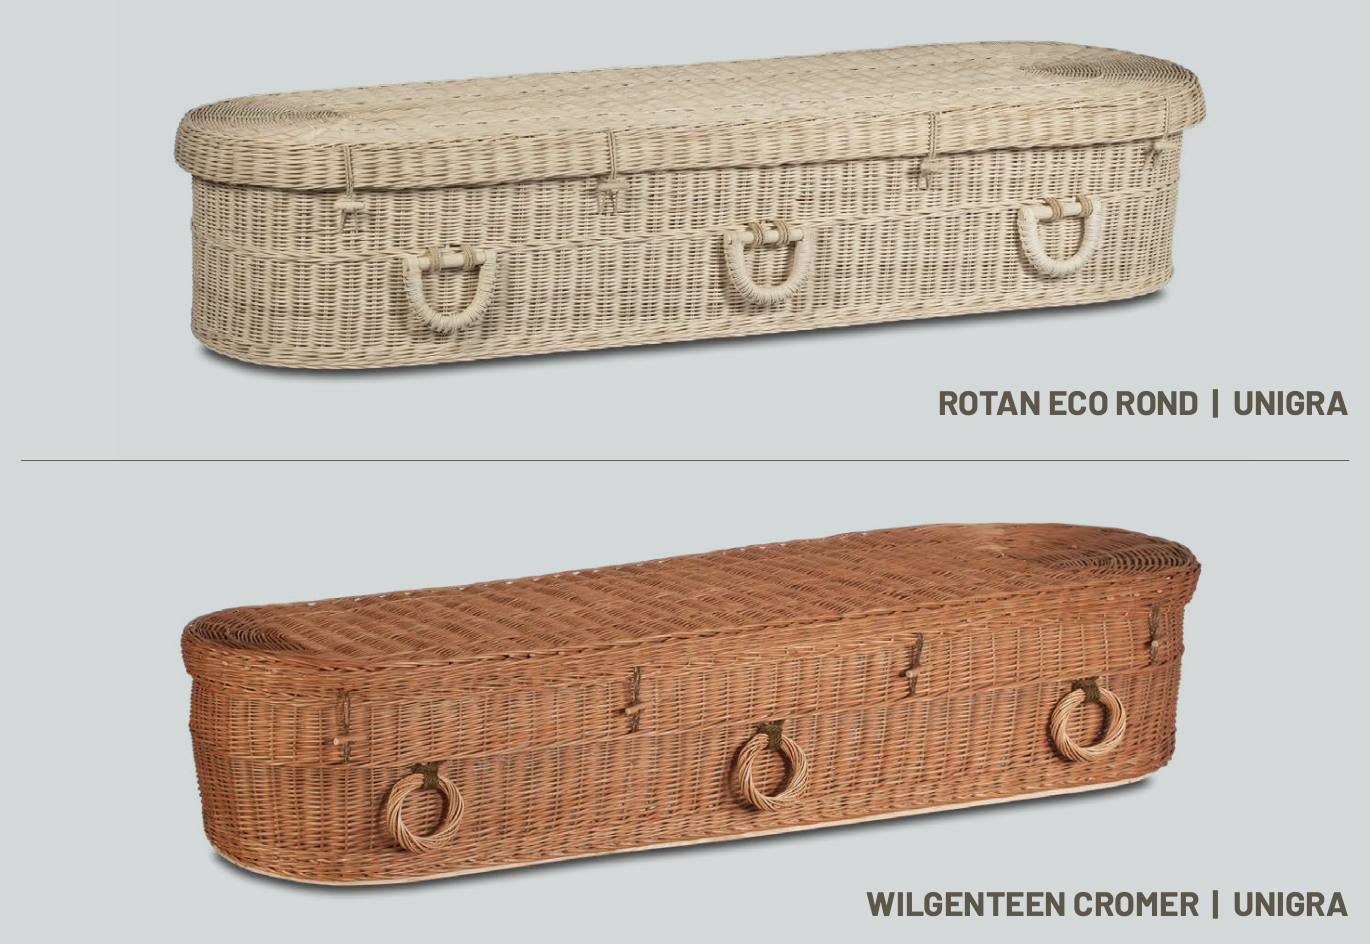 ROTAN ECO ROND | UNIGRA
WILGENTEEN CROMER | UNIGRA